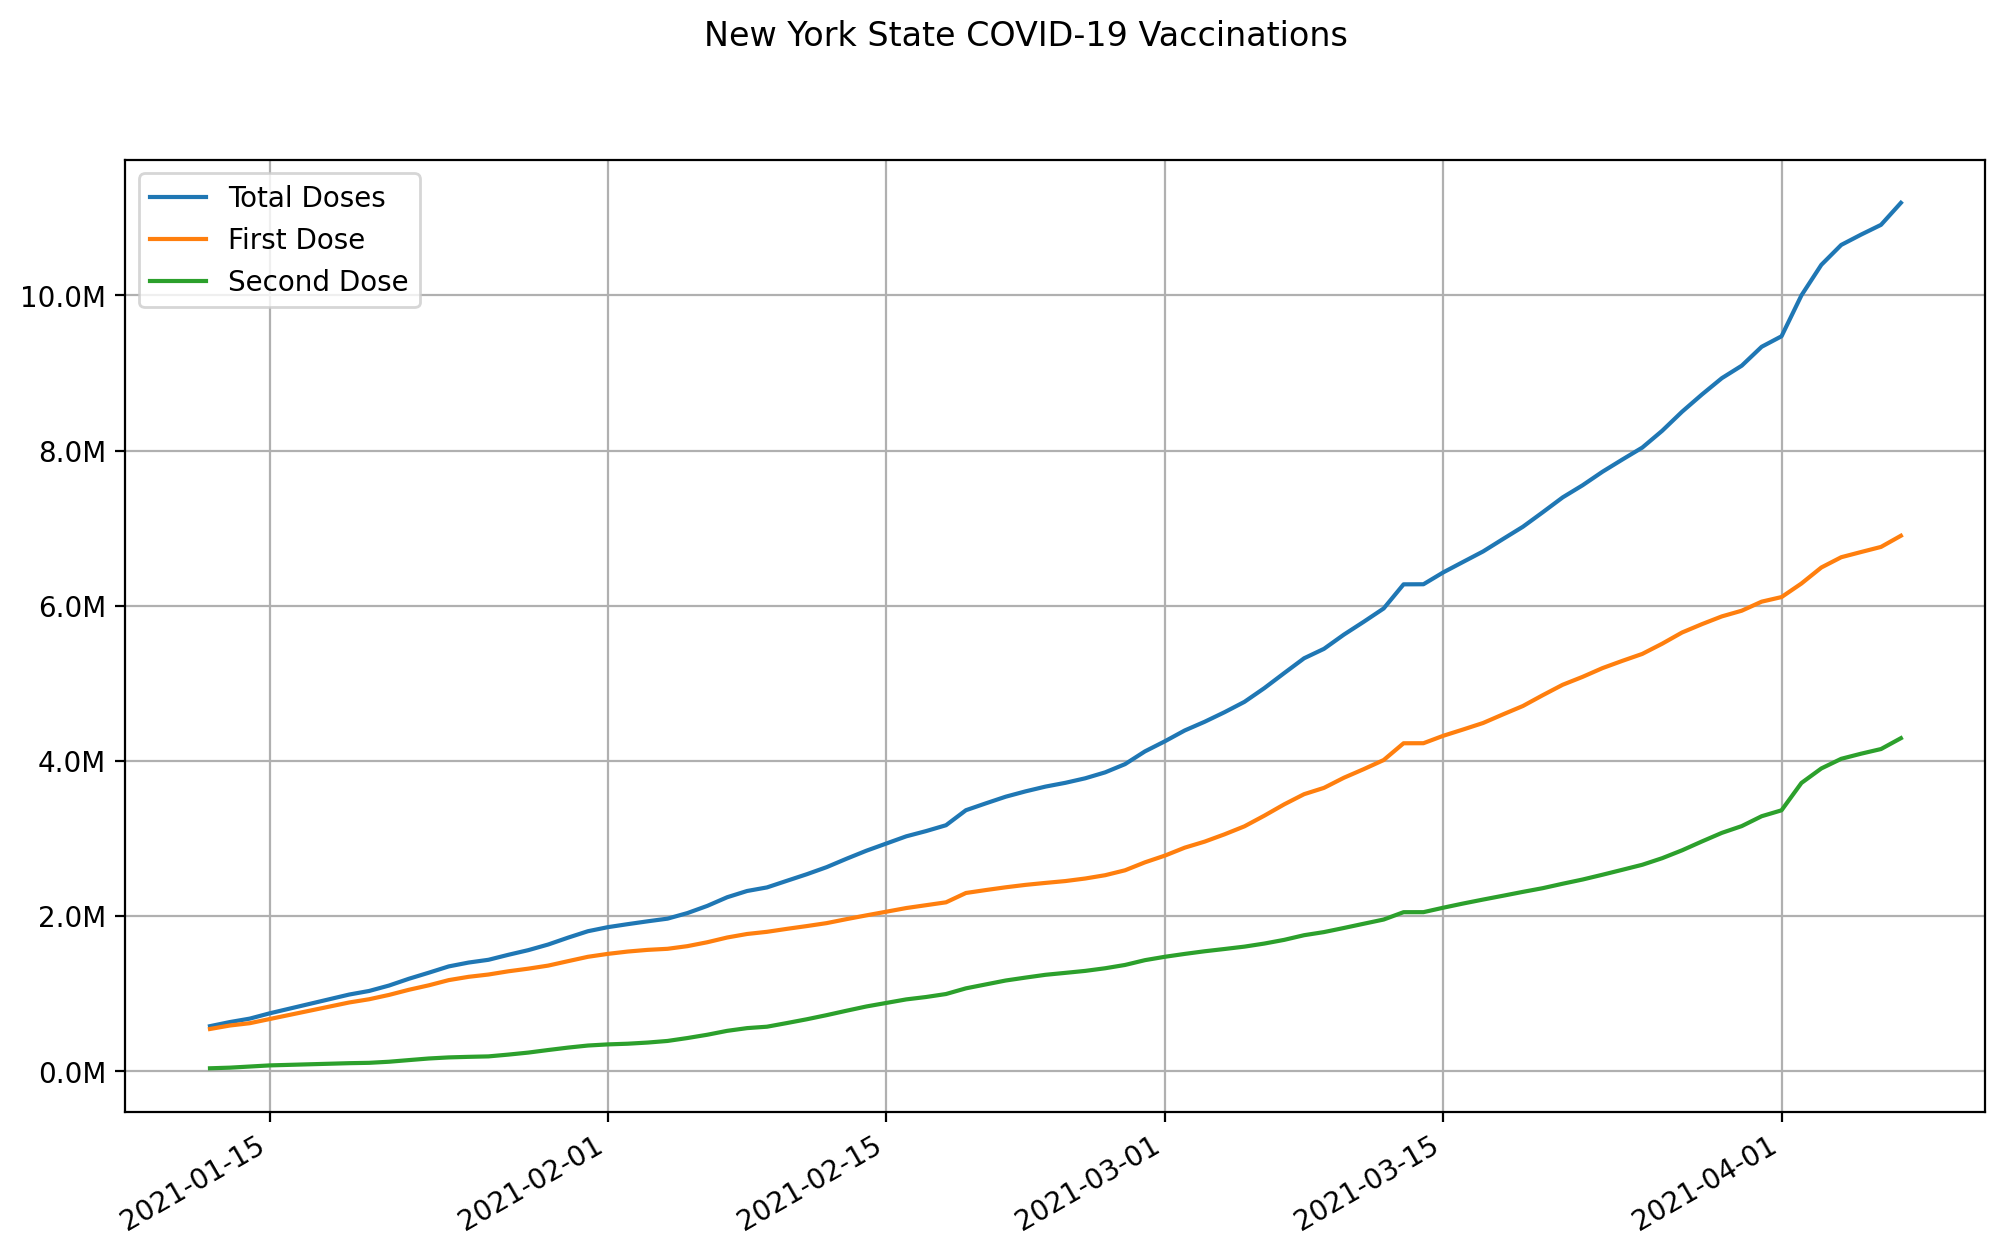 New York State COVID-19 Vaccinations
Total Doses
First Dose
Second Dose
10.0M
8.0M
6.0M
4.0M
2.0M
0.0M
2021-01-15
2021-02-01
2021-02-15
2021-03-01
2021-03-15
2021-04-01